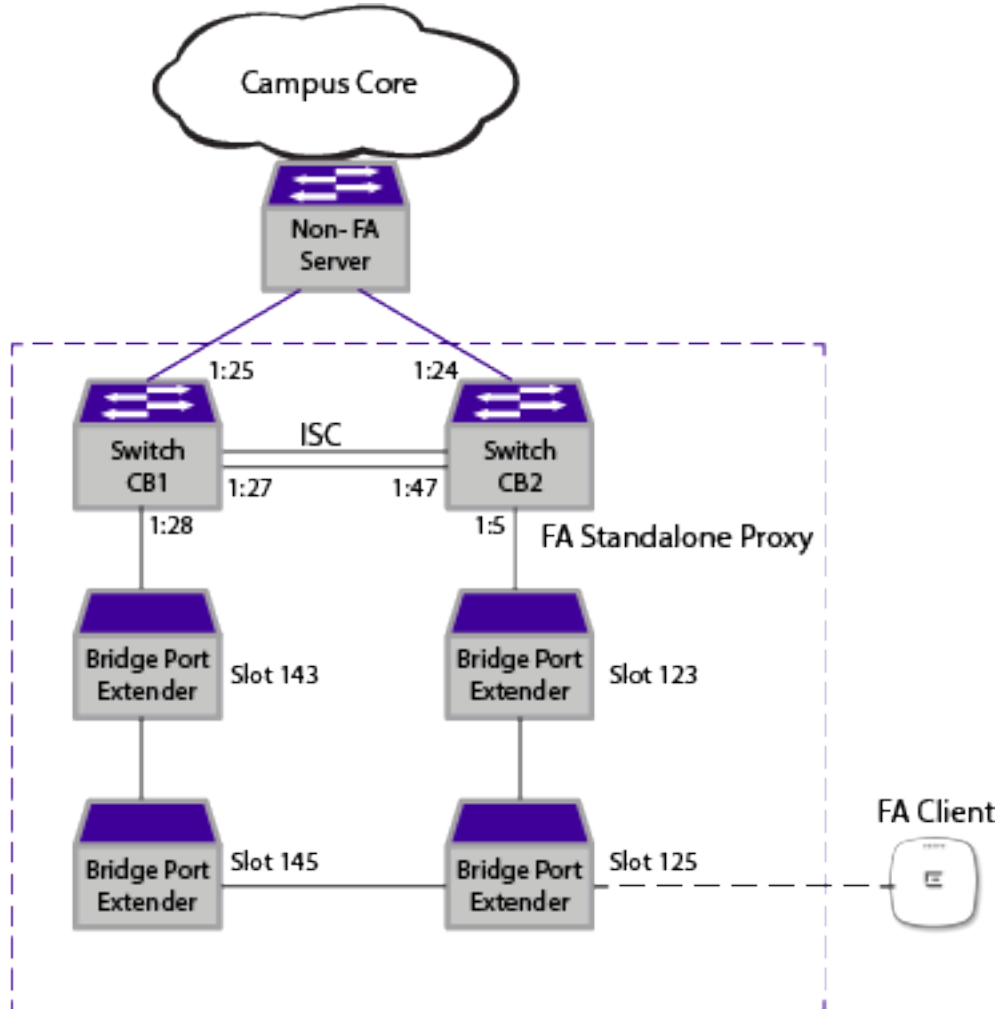 Campus Core
Non- FA
Server
1:25
1:24
Switch
CB1
ISC
Switch
CB2
1:27
1:47
1:28
1:5
FA Standalone Proxy
Bridge Port
Extender
Slot 143
Bridge Port
Extender
Slot 123
FA Client
Bridge Port
Extender
Slot 145
Bridge Port
Extender
Slot 125